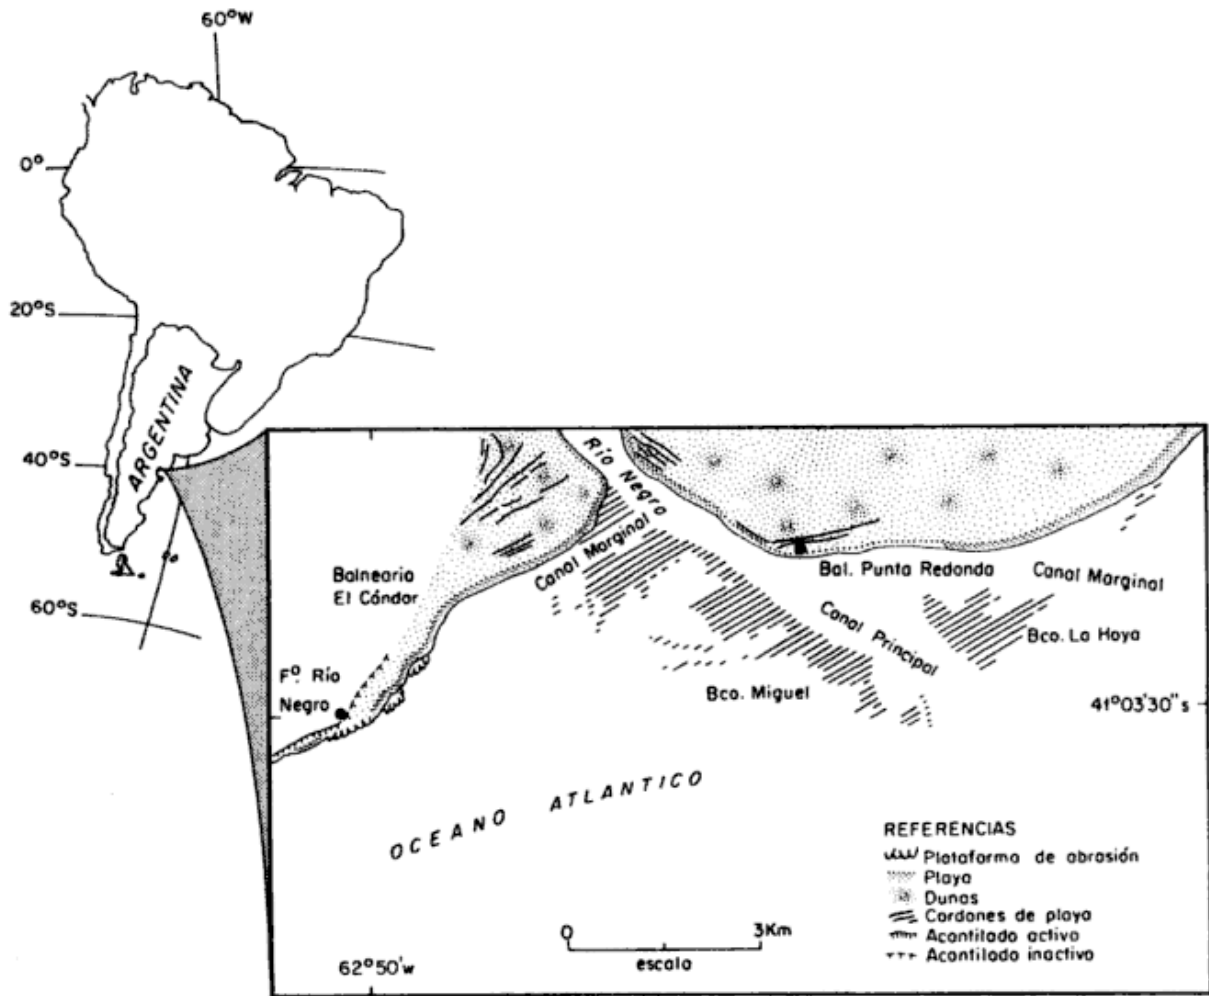 60°W
0°
20°S
40°S
60°S
ARGENTINA
Río Negro
Canal Marginal
Balneario
El Cóndor
Bal. Punta Redonda
Canal Marginal
Canal Principal
Bco. La Hoya
Bco. Miguel
F°. Río
Negro
41°03'30"s
OCEANO ATLANTICO
REFERENCIAS
Plataforma de abrasión
Playa
Dunas
Cordones de playa
Acantilado activo
Acantilado inactivo
0 3Km
escala
62°50'w